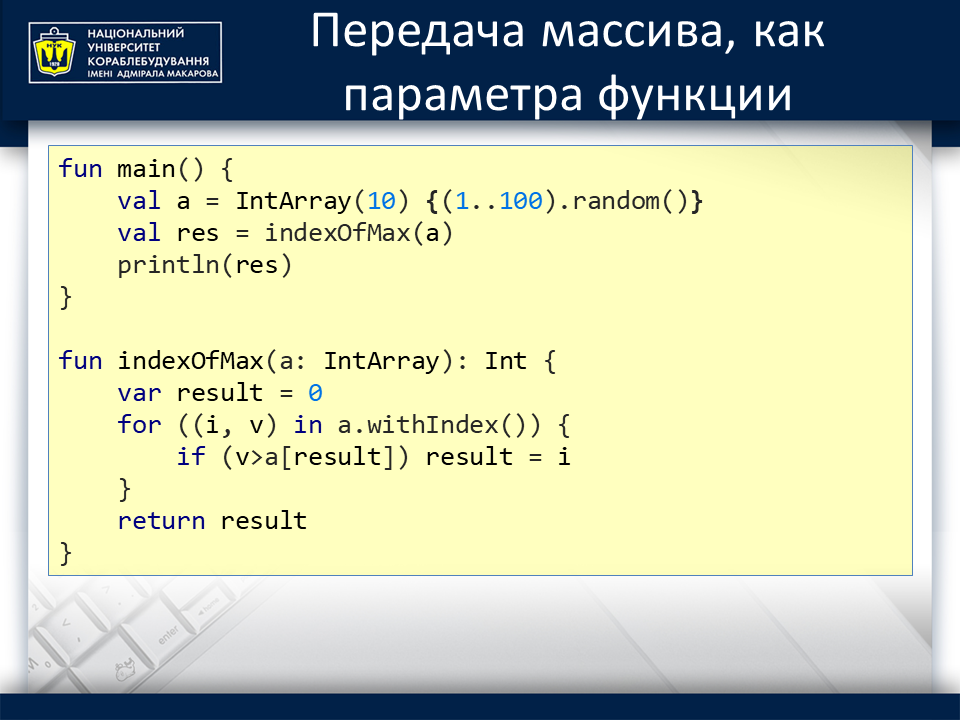 НАЦІОНАЛЬНИЙ
УНІВЕРСИТЕТ
КОРАБЛЕБУДУВАННЯ
ІМЕНІ АДМІРАЛА МАКАРОВА
НУК
1920
Передача массива, как
параметра функции
fun main() {
    val a = IntArray(10) {(1..100).random()}
    val res = indexOfMax(a)
    println(res)
}

fun indexOfMax(a: IntArray): Int {
    var result = 0
    for ((i, v) in a.withIndex()) {
        if (v>a[result]) result = i
    }
    return result
}
enter